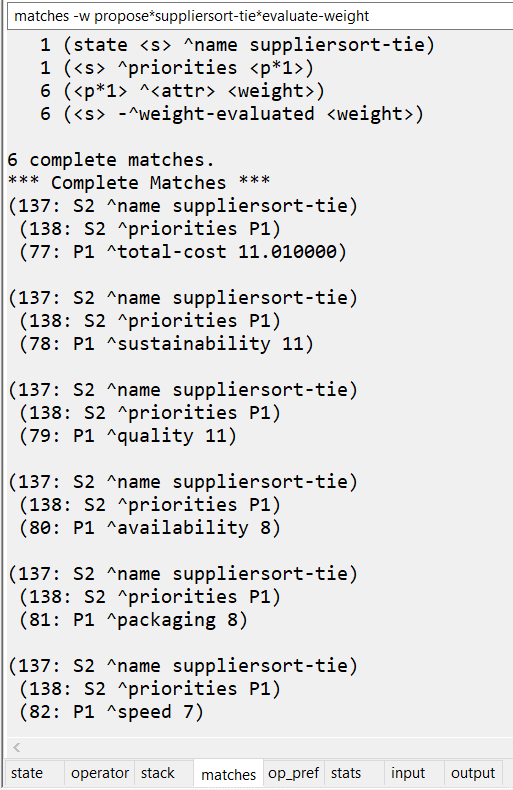 matches -w propose*suppliersort-tie*evaluate-weight
1 (state <s> ^name suppliersort-tie)
1 (<s> ^priorities <p*1>)
6 (<p*1> ^<attr> <weight>)
6 (<s> -^weight-evaluated <weight>)

6 complete matches.
*** Complete Matches ***
(137: S2 ^name suppliersort-tie)
(138: S2 ^priorities P1)
(77: P1 ^total-cost 11.010000)

(137: S2 ^name suppliersort-tie)
(138: S2 ^priorities P1)
(78: P1 ^sustainability 11)

(137: S2 ^name suppliersort-tie)
(138: S2 ^priorities P1)
(79: P1 ^quality 11)

(137: S2 ^name suppliersort-tie)
(138: S2 ^priorities P1)
(80: P1 ^availability 8)

(137: S2 ^name suppliersort-tie)
(138: S2 ^priorities P1)
(81: P1 ^packaging 8)

(137: S2 ^name suppliersort-tie)
(138: S2 ^priorities P1)
(82: P1 ^speed 7)
state operator stack matches op_pref stats input output